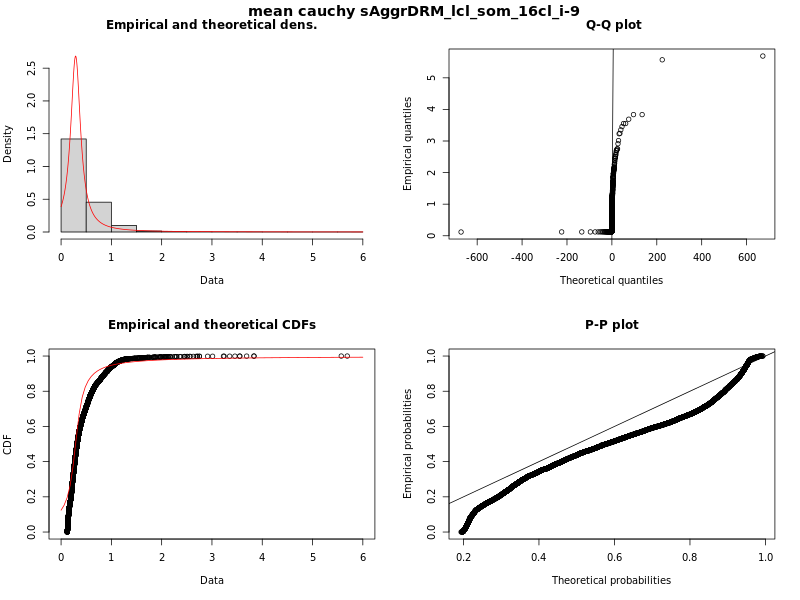 mean cauchy sAggrDRM_lcl_som_16cl_i-9
Empirical and theoretical dens.
Density
0.0 0.5 1.0 1.5 2.0 2.5
0 1 2 3 4 5 6
Data
Q-Q plot
Empirical quantiles
0 1 2 3 4 5
-600 -400 -200 0 200 400 600
Theoretical quantiles
Empirical and theoretical CDFs
CDF
0.0 0.2 0.4 0.6 0.8 1.0
0 1 2 3 4 5 6
Data
P-P plot
Empirical probabilities
0.0 0.2 0.4 0.6 0.8 1.0
0.2 0.4 0.6 0.8 1.0
Theoretical probabilities